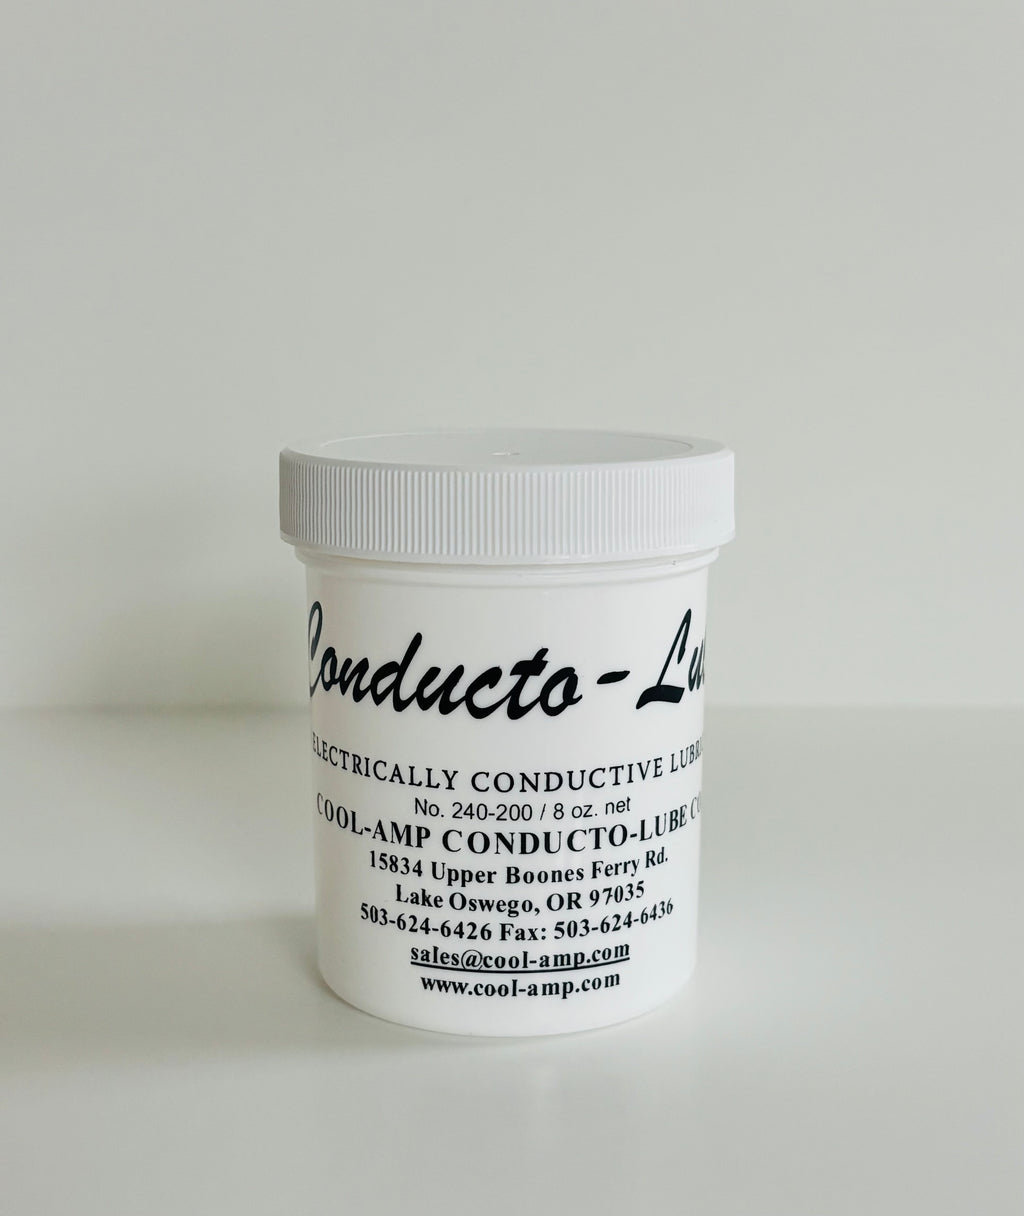 Conducto-Lu
ELECTRICALLY CONDUCTIVE LUBRI
No. 240-200 / 8 oz. net
COOL-AMP CONDUCTO-LUBE CO
15834 Upper Boones Ferry Rd.
Lake Oswego, OR 97035
503-624-6426 Fax: 503-624-6436
sales@cool-amp.com
www.cool-amp.com